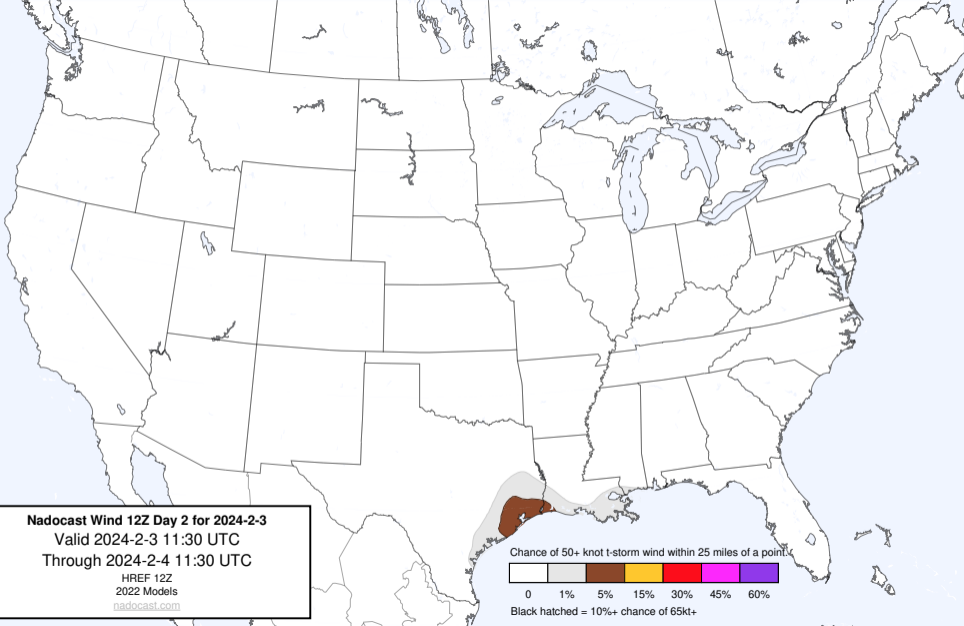 Nadocast Wind 12Z Day 2 for 2024-2-3
Valid 2024-2-3 11:30 UTC
Through 2024-2-4 11:30 UTC
HREF 12Z
2022 Models
nadocast.com
Chance of 50+ knot t-storm wind within 25 miles of a point.
0 1% 5% 15% 30% 45% 60%
Black hatched = 10%+ chance of 65kt+